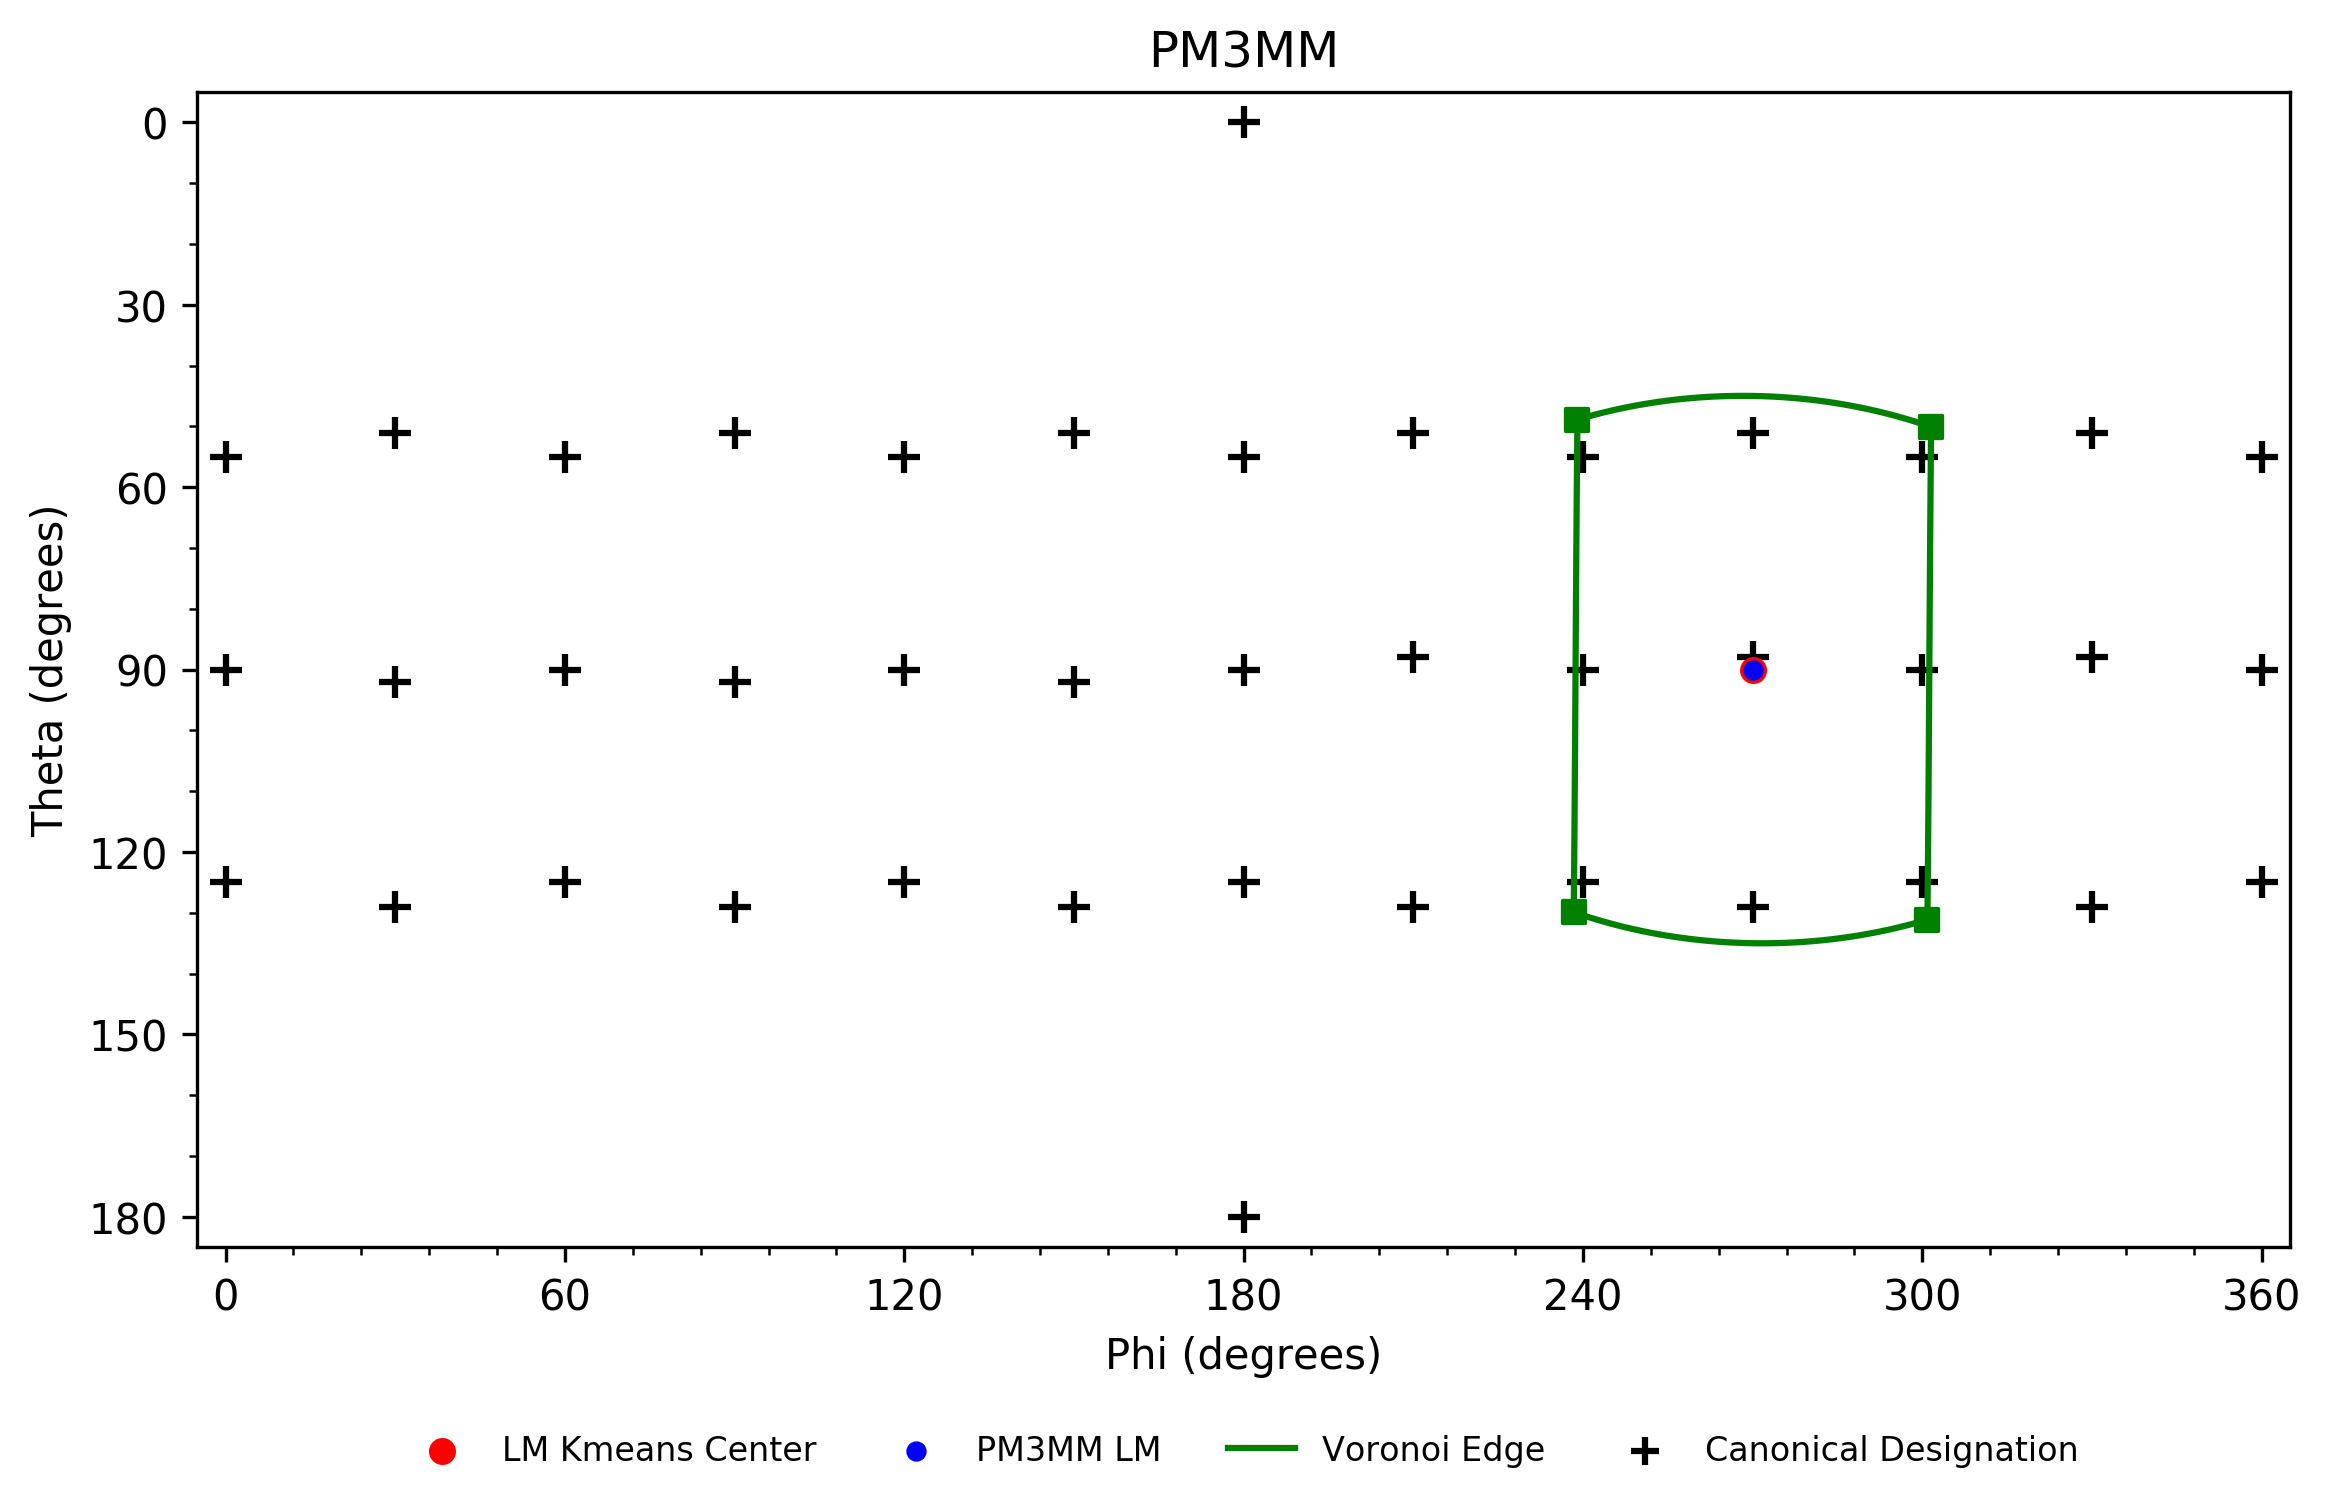 PM3MM
0
30
60
90
120
150
180
Theta (degrees)
0 60 120 180 240 300 360
Phi (degrees)
LM Kmeans Center PM3MM LM Voronoi Edge Canonical Designation